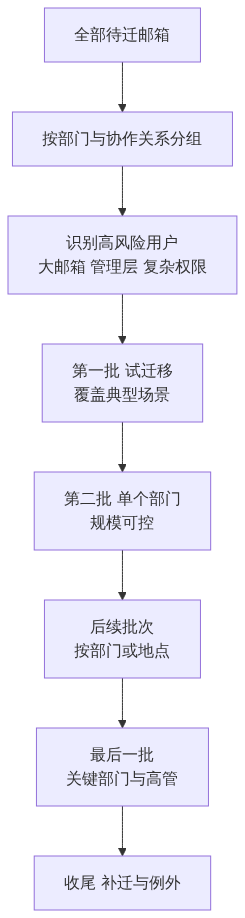 全部待迁邮箱
按部门与协作关系分组
识别高风险用户
大邮箱 管理层 复杂权限
第一批 试迁移
覆盖典型场景
第二批 单个部门
规模可控
后续批次
按部门或地点
最后一批
关键部门与高管
收尾 补迁与例外